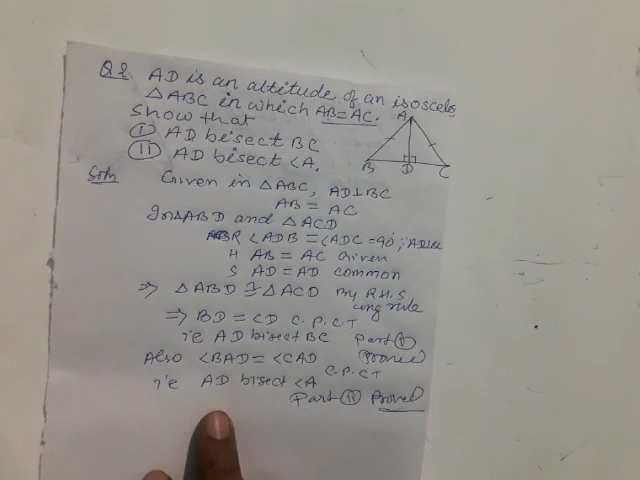 Q2. AD is an altitude of an isosceles
△ABC in which AB=AC.
Show that
(I) AD bisect BC
(II) AD bisect <A.
A
B D C
Soln Given in △ABC, AD⊥BC
AB = AC
In △ABD and △ACD
R <ADB = <ADC = 90°, ∵ AD⊥BC
H AB = AC Given
S AD = AD common
⇒ △ABD ≅ △ACD By R.H.S
cong rule
⇒ BD = CD C.P.C.T
i'e AD bisect BC Part (I)
Proved
Also <BAD = <CAD
C.P.CT
i'e AD bisect <A
Part (II) Proved